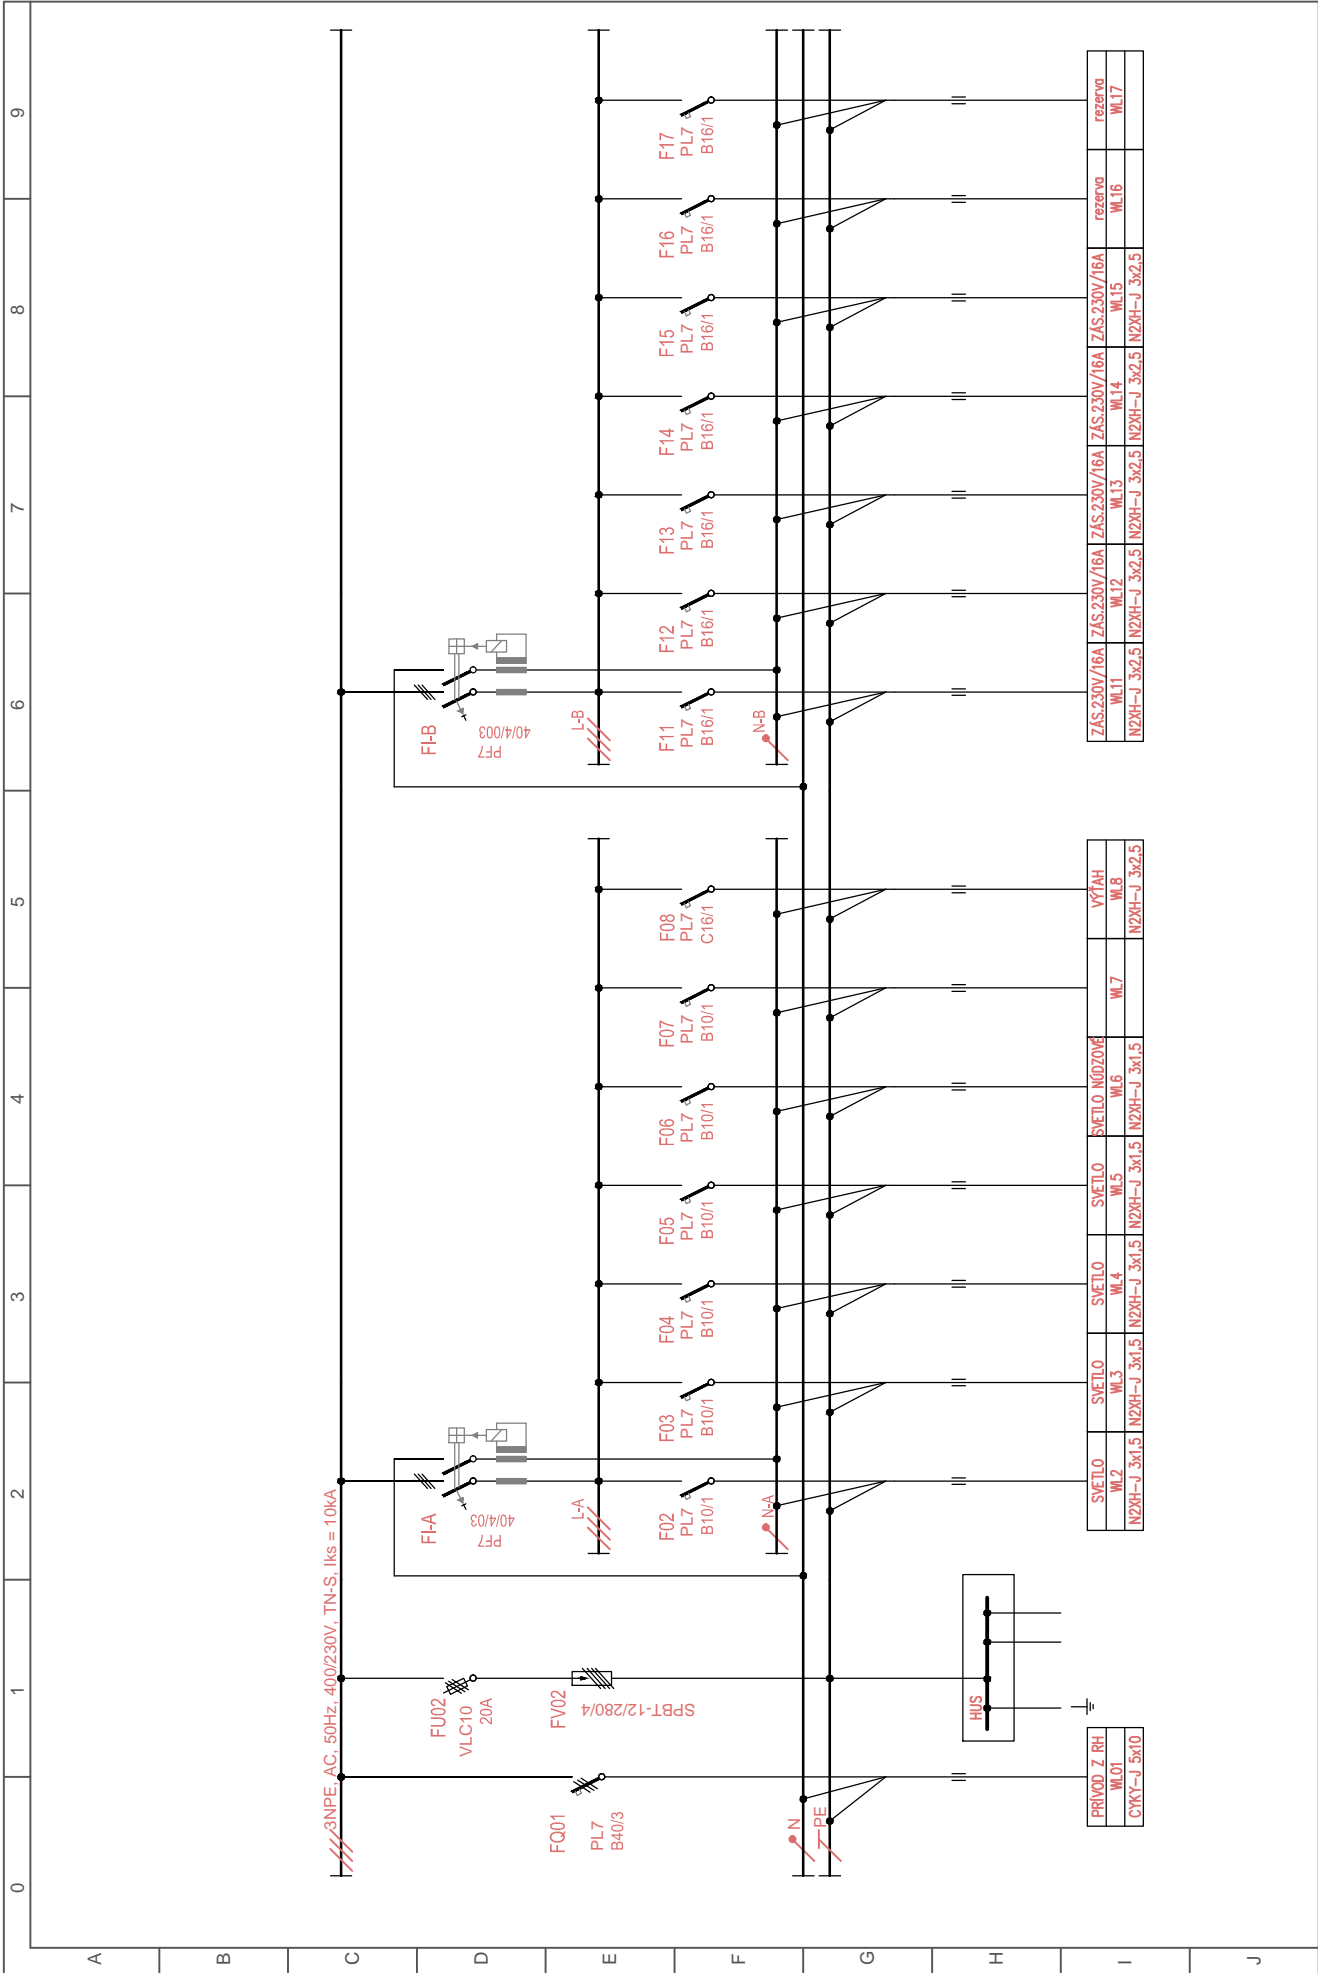 0
1
2
3
4
5
6
7
8
9
A
B
C
D
E
F
G
H
I
J
3NPE, AC, 50Hz, 400/230V, TN-S, Iks = 10kA
FQ01
PL7
B40/3
FU02
VLC10
20A
FV02
SPBT-12/280/4
N
PE
HUS
FI-A
PF7
40/4/03
L-A
N-A
F02
PL7
B10/1
F03
PL7
B10/1
F04
PL7
B10/1
F05
PL7
B10/1
F06
PL7
B10/1
F07
PL7
B10/1
F08
PL7
C16/1
FI-B
PF7
40/4/003
L-B
N-B
F11
PL7
B16/1
F12
PL7
B16/1
F13
PL7
B16/1
F14
PL7
B16/1
F15
PL7
B16/1
F16
PL7
B16/1
F17
PL7
B16/1
PRÍVOD Z RH
WL01
CYKY-J 5x10
SVETLO
WL2
N2XH-J 3x1,5
SVETLO
WL3
N2XH-J 3x1,5
SVETLO
WL4
N2XH-J 3x1,5
SVETLO
WL5
N2XH-J 3x1,5
SVETLO NÚDZOVÉ
WL6
N2XH-J 3x1,5
WL7
VÝŤAH
WL8
N2XH-J 3x2,5
ZÁS.230V/16A
WL11
N2XH-J 3x2,5
ZÁS.230V/16A
WL12
N2XH-J 3x2,5
ZÁS.230V/16A
WL13
N2XH-J 3x2,5
ZÁS.230V/16A
WL14
N2XH-J 3x2,5
ZÁS.230V/16A
WL15
N2XH-J 3x2,5
rezerva
WL16
rezerva
WL17